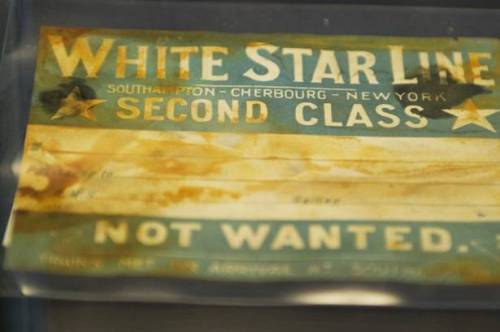 WHITE STAR LINE
SOUTHAMPTON - CHERBOURG - NEW YORK
SECOND CLASS
NOT WANTED.